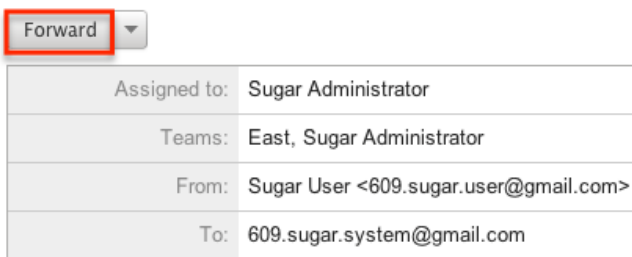 Forward
Assigned to: Sugar Administrator
Teams: East, Sugar Administrator
From: Sugar User <609.sugar.user@gmail.com>
To: 609.sugar.system@gmail.com